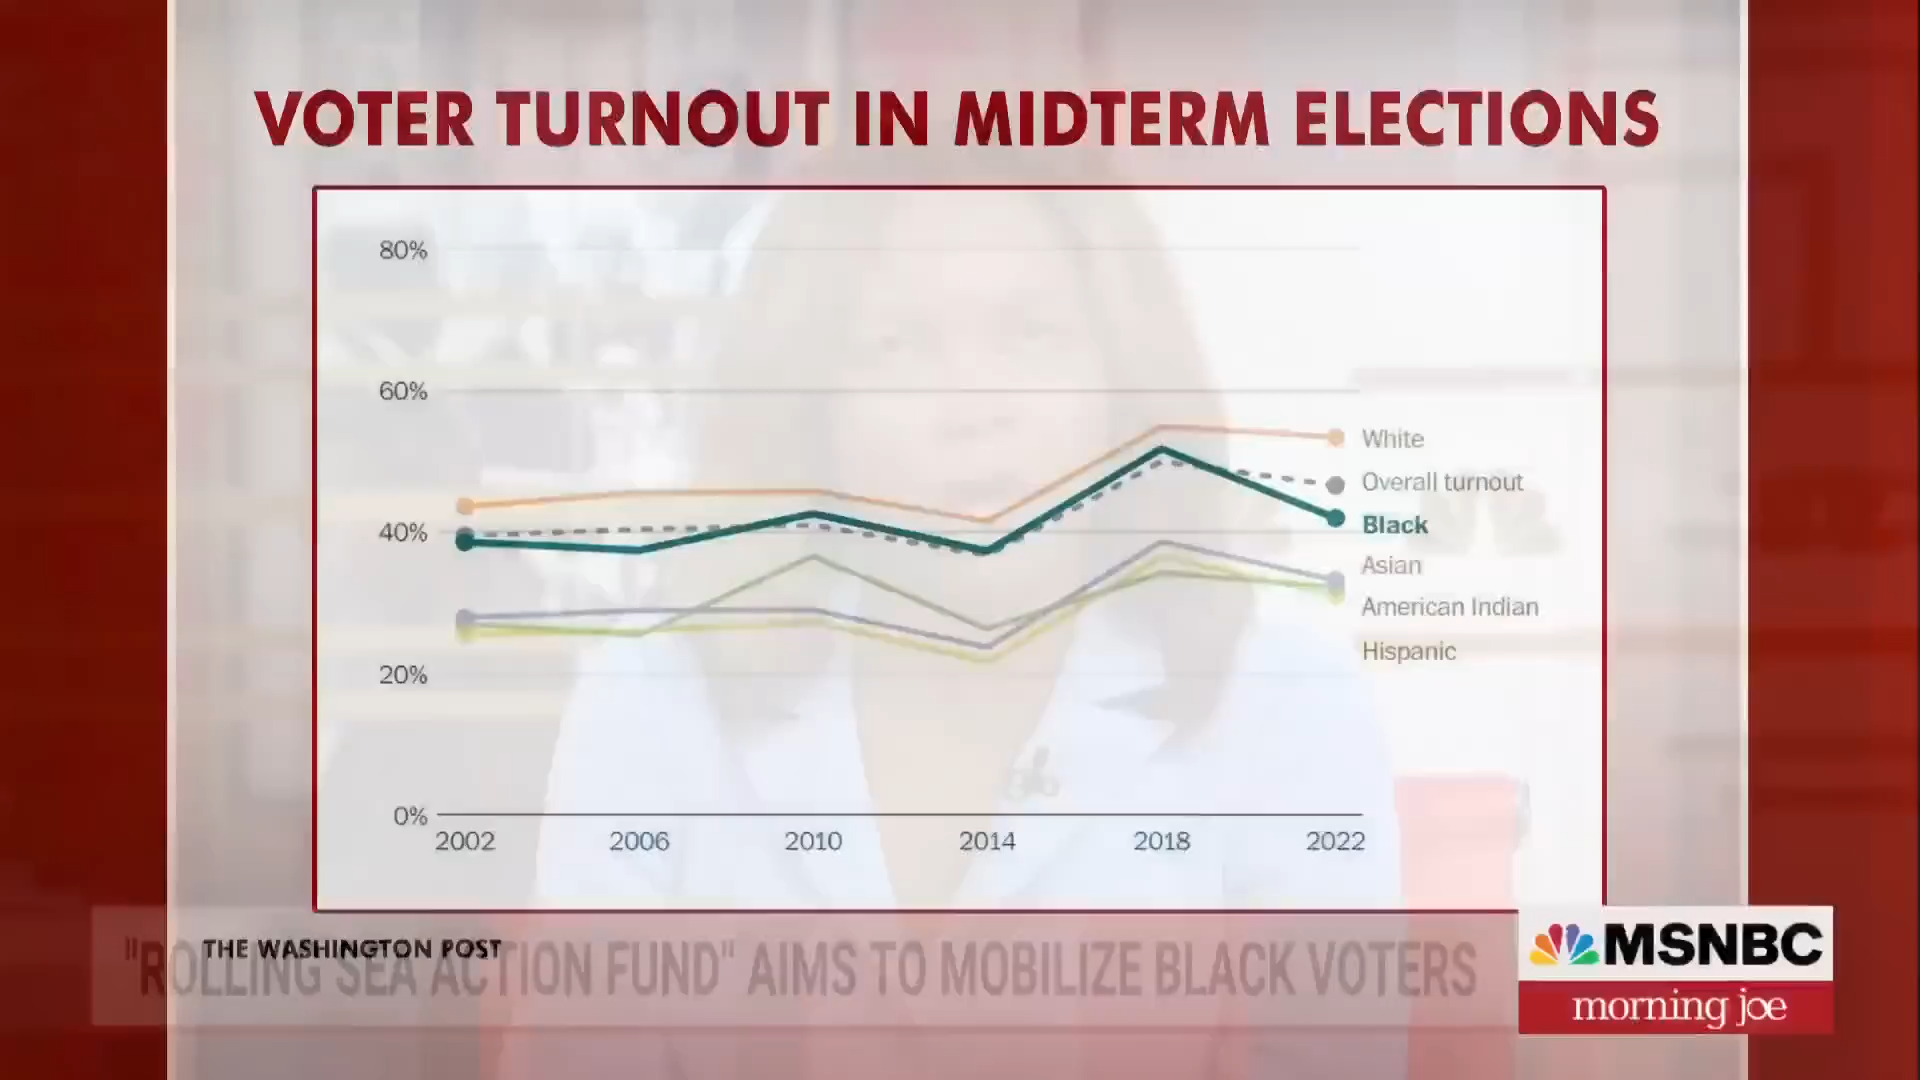 VOTER TURNOUT IN MIDTERM ELECTIONS
80%
60%
40%
20%
0%
White
Overall turnout
Black
Asian
American Indian
Hispanic
2002 2006 2010 2014 2018 2022
THE WASHINGTON POST
"ROLLING SEA ACTION FUND" AIMS TO MOBILIZE BLACK VOTERS
MSNBC
morning joe